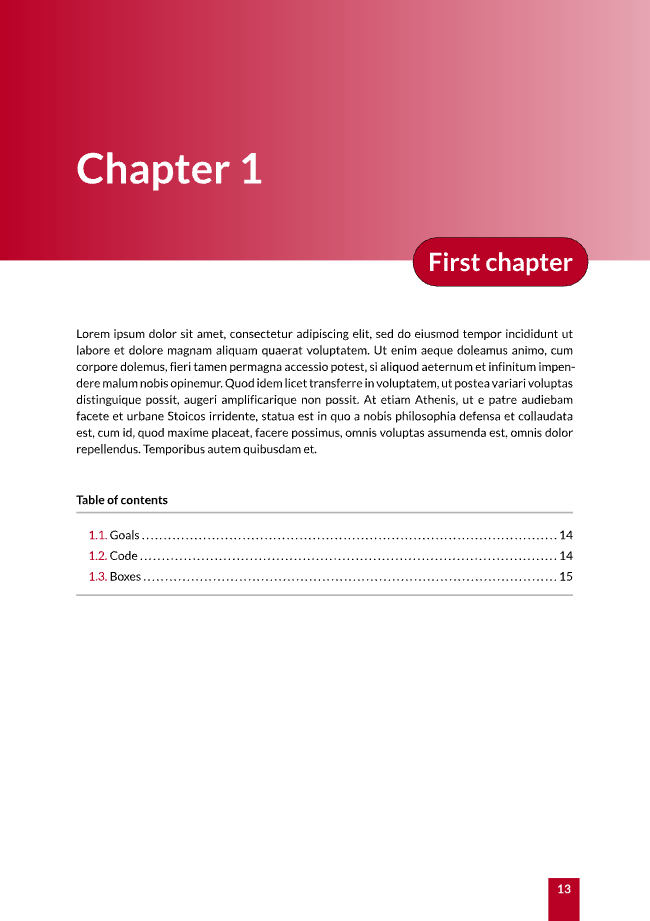 Chapter 1
First chapter
Lorem ipsum dolor sit amet, consectetur adipiscing elit, sed do eiusmod tempor incididunt ut
labore et dolore magnam aliquam quaerat voluptatem. Ut enim aeque doleamus animo, cum
corpore dolemus, fieri tamen permagna accessio potest, si aliquod aeternum et infinitum impen-
dere malum nobis opinemur. Quod idem licet transferre in voluptatem, ut postea variari voluptas
distinguique possit, augeri amplificarique non possit. At etiam Athenis, ut e patre audiebam
facete et urbane Stoicos irridente, statua est in quo a nobis philosophia defensa et collaudata
est, cum id, quod maxime placeat, facere possimus, omnis voluptas assumenda est, omnis dolor
repellendus. Temporibus autem quibusdam et.
Table of contents
1.1. Goals ........................................................................................ 14
1.2. Code ........................................................................................ 14
1.3. Boxes ........................................................................................ 15
13